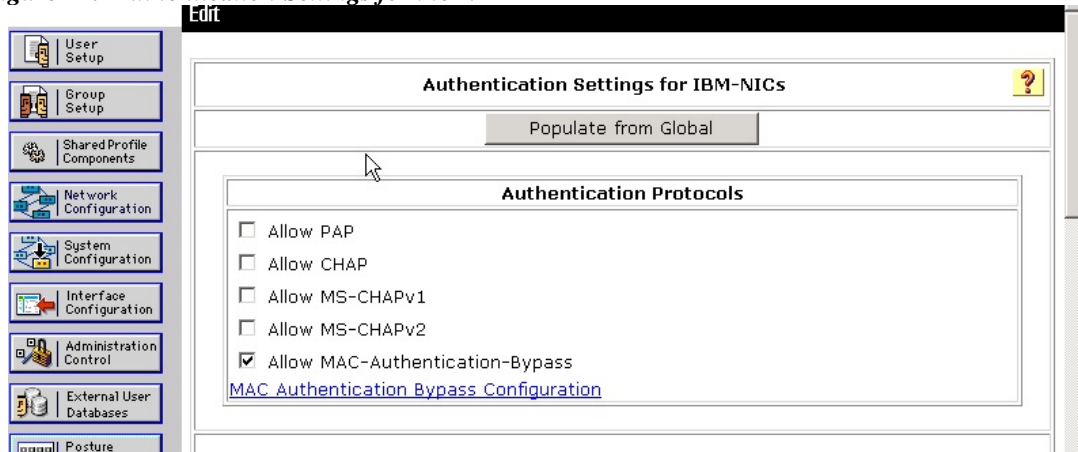 Edit
User
Setup
Group
Setup
Shared Profile
Components
Network
Configuration
System
Configuration
Interface
Configuration
Administration
Control
External User
Databases
Posture
Authentication Settings for IBM-NICs
?
Populate from Global
Authentication Protocols
Allow PAP
Allow CHAP
Allow MS-CHAPv1
Allow MS-CHAPv2
Allow MAC-Authentication-Bypass
MAC Authentication Bypass Configuration